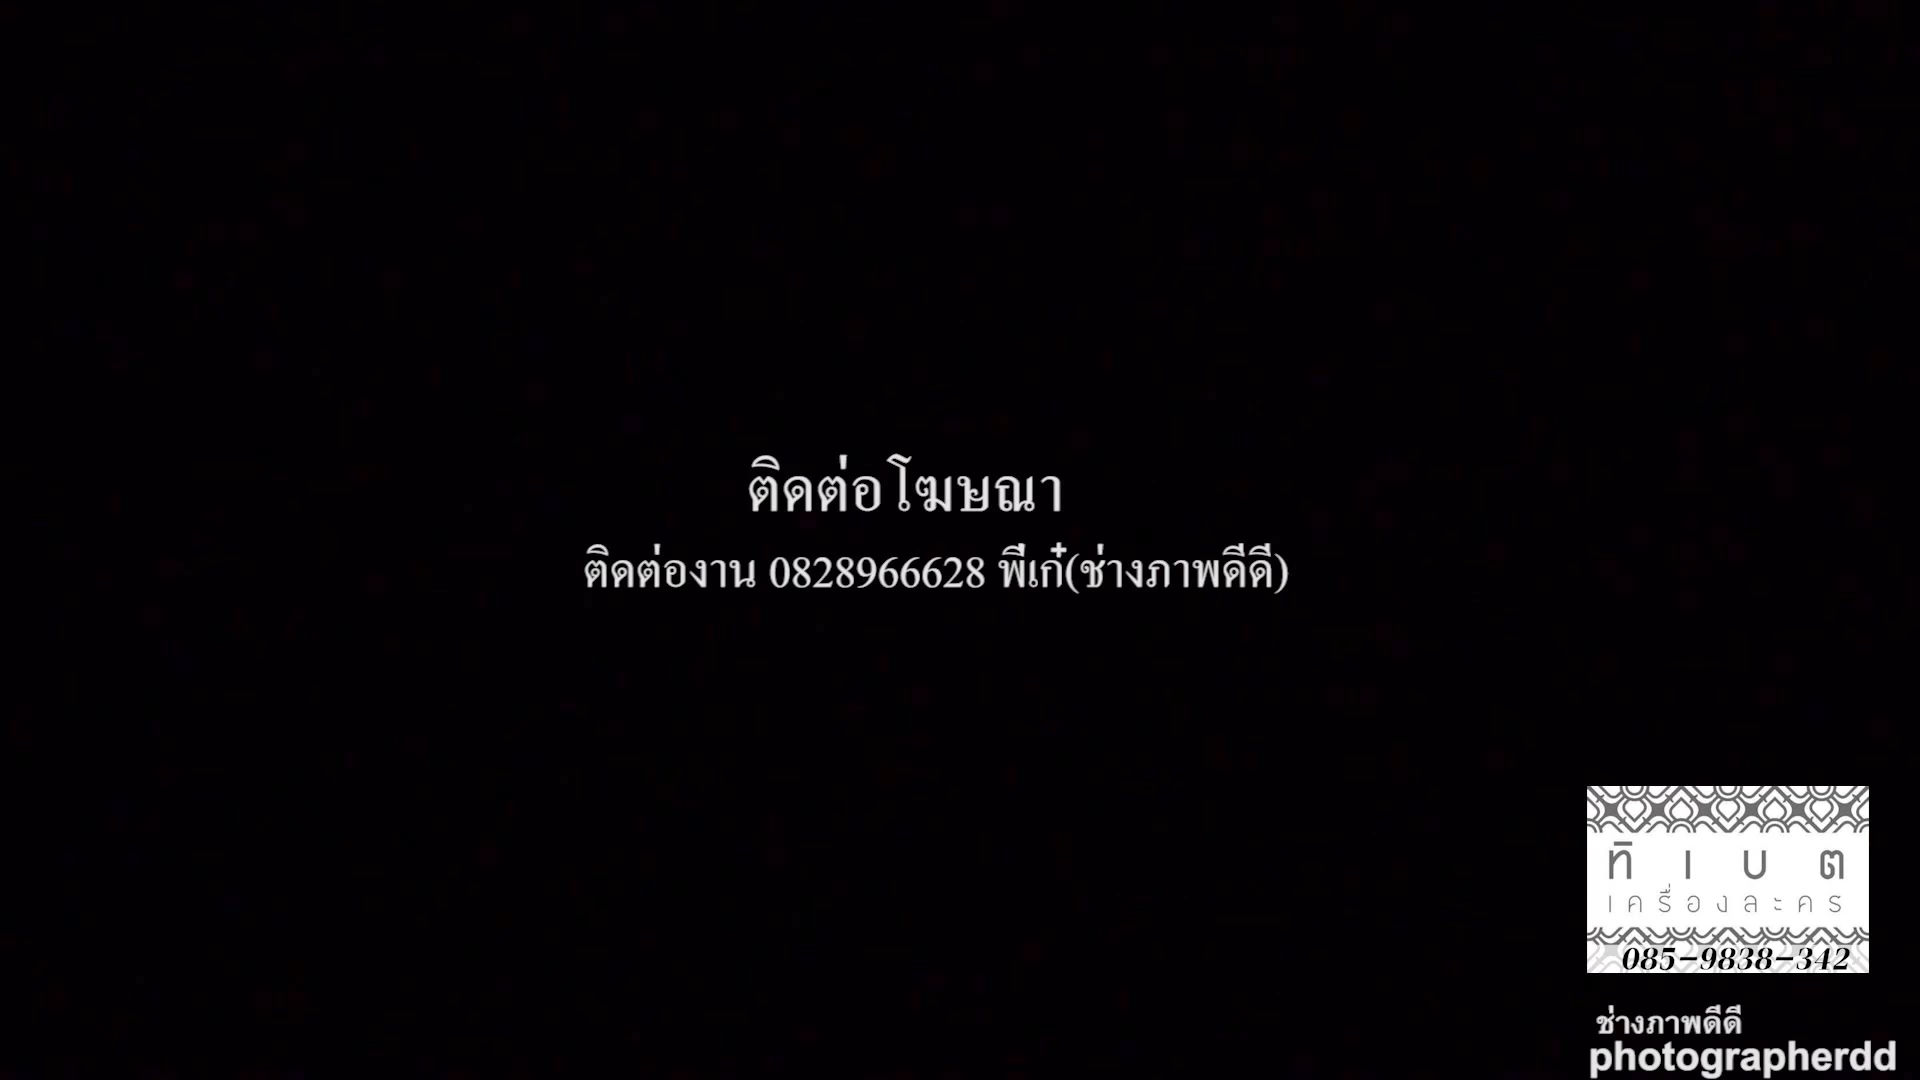 ติดต่อโฆษณา
ติดต่องาน 0828966628 พี่เก๋(ช่างภาพดีดี)
ทิเบต
เครื่องละคร
085-9838-342
ช่างภาพดีดี
photographerdd